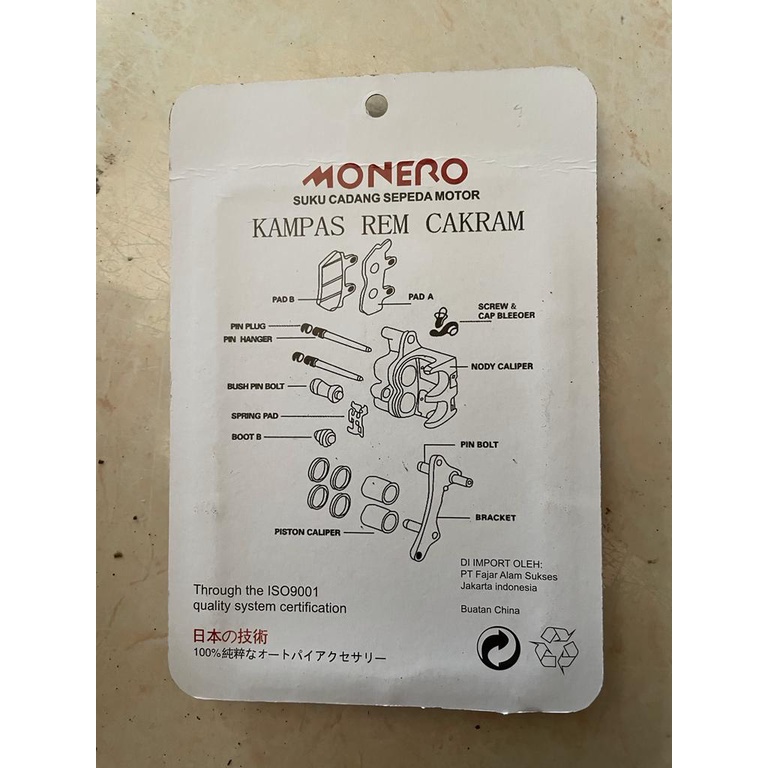 MONERO
SUKU CADANG SEPEDA MOTOR
KAMPAS REM CAKRAM
PAD B
PAD A
SCREW &
CAP BLEEOER
PIN PLUG
PIN HANGER
NODY CALIPER
BUSH PIN BOLT
SPRING PAD
BOOT B
PIN BOLT
BRACKET
PISTON CALIPER
DI IMPORT OLEH:
PT Fajar Alam Sukses
Jakarta indonesia
Buatan China
Through the ISO9001
quality system certification
日本の技術
100%純粋なオートバイアクセサリー